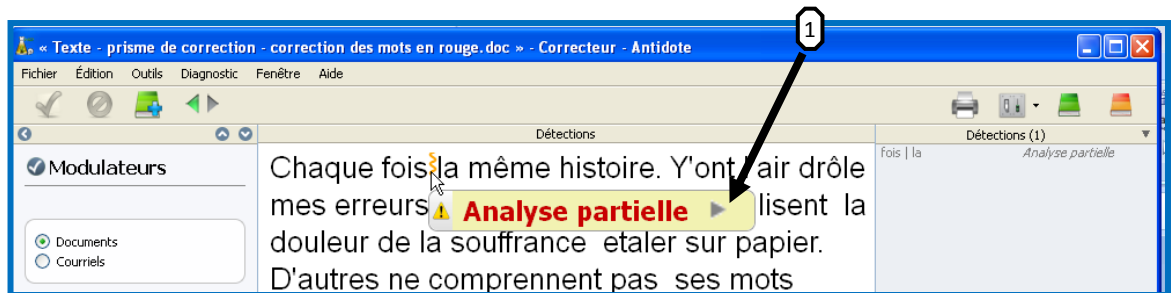 1
« Texte - prisme de correction - correction des mots en rouge.doc » - Correcteur - Antidote
Fichier Édition Outils Diagnostic Fenêtre Aide
Détections
Détections (1)
Modulateurs
Documents
Courriels
Chaque fois la même histoire. Y'ont l'air drôle
mes erreurs lisent la
Analyse partielle
douleur de la souffrance etaler sur papier.
D'autres ne comprennent pas ses mots
fois | la Analyse partielle